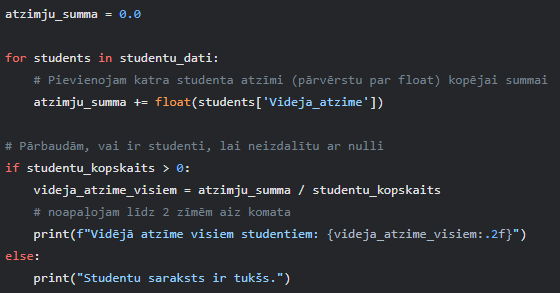 atzimju_summa = 0.0
for students in studentu_dati:
# Pievienojam katra studenta atzīmi (pārvērstu par float) kopējai summai
atzimju_summa += float(students['Videja_atzime'])
# Pārbaudām, vai ir studenti, lai neizdalītu ar nulli
if studentu_kopskaits > 0:
videja_atzime_visiem = atzimju_summa / studentu_kopskaits
# noapaļojam līdz 2 zīmēm aiz komata
print(f"Vidējā atzīme visiem studentiem: {videja_atzime_visiem:.2f}")
else:
print("Studentu saraksts ir tukšs.")